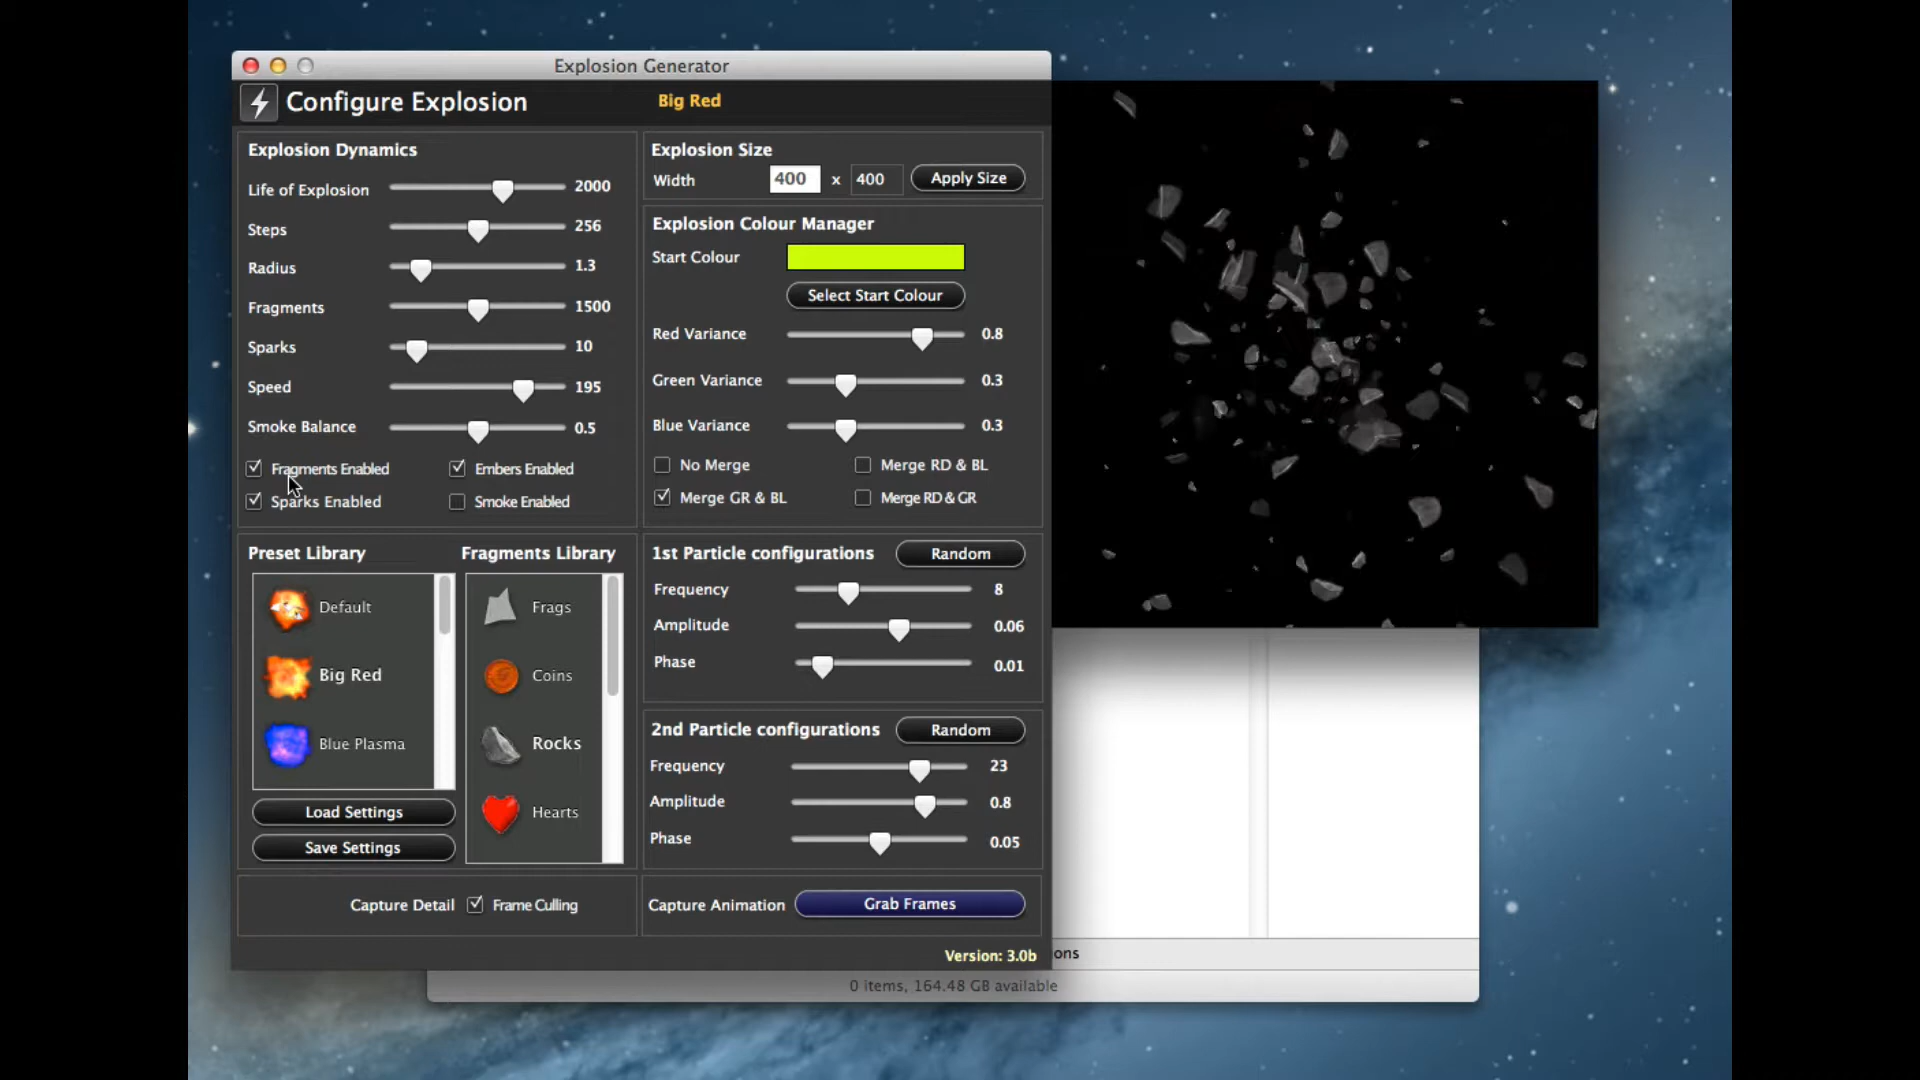 Explosion Generator
Configure Explosion
Big Red
Explosion Dynamics
Life of Explosion 2000
Steps 256
Radius 1.3
Fragments 1500
Sparks 10
Speed 195
Smoke Balance 0.5
Fragments Enabled Embers Enabled
Sparks Enabled Smoke Enabled
Explosion Size
Width 400 x 400 Apply Size
Explosion Colour Manager
Start Colour
Select Start Colour
Red Variance 0.8
Green Variance 0.3
Blue Variance 0.3
No Merge Merge RD & BL
Merge GR & BL Merge RD & GR
Preset Library
Default
Big Red
Blue Plasma
Load Settings
Save Settings
Fragments Library
Frags
Coins
Rocks
Hearts
1st Particle configurations Random
Frequency 8
Amplitude 0.06
Phase 0.01
2nd Particle configurations Random
Frequency 23
Amplitude 0.8
Phase 0.05
Capture Detail Frame Culling
Capture Animation Grab Frames
Version: 3.0b
ons
0 items, 164.48 GB available